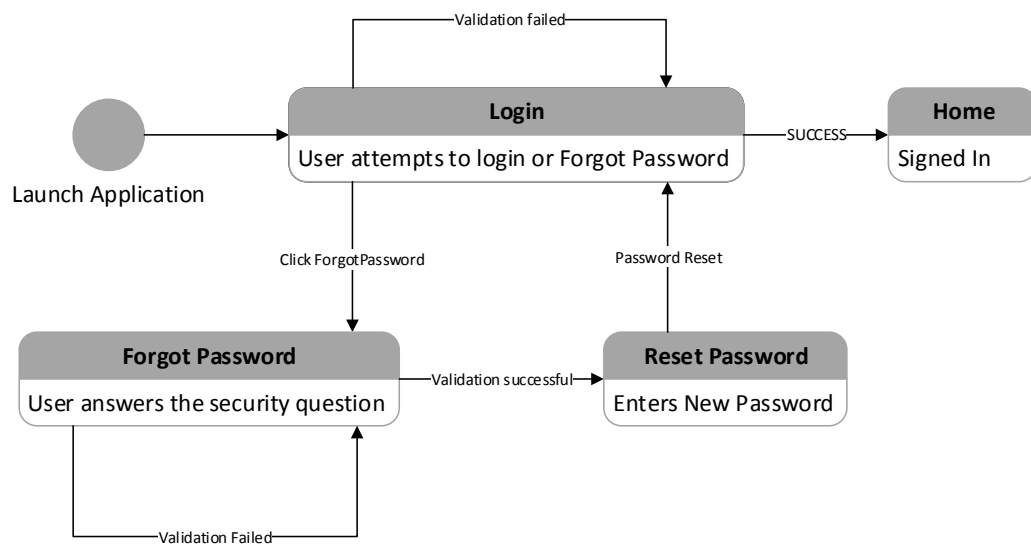 Validation failed
Login
Home
User attempts to login or Forgot Password
SUCCESS
Signed In
Launch Application
Click ForgotPassword
Password Reset
Forgot Password
Reset Password
User answers the security question
Validation successful
Enters New Password
Validation Failed